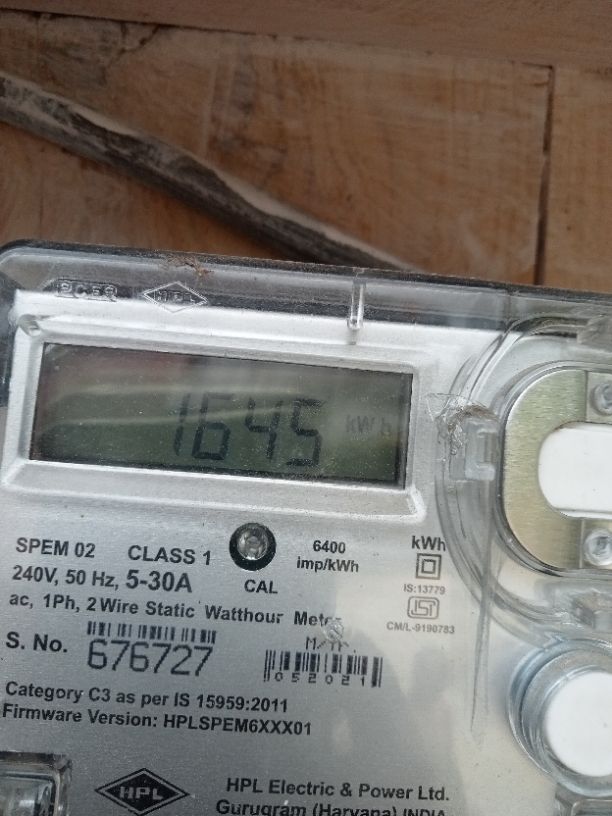 HPL
1645 kWh
SPEM 02 CLASS 1
6400 imp/kWh
kWh
240V, 50 Hz, 5-30A
CAL
IS:13779
ac, 1Ph, 2 Wire Static Watthour
CM/L-9190783
S. No. 676727
052021
Category C3 as per IS 15959:2011
Firmware Version: HPLSPEM6XXX01
HPL
HPL Electric & Power Ltd.
Gurugram (Haryana) INDIA